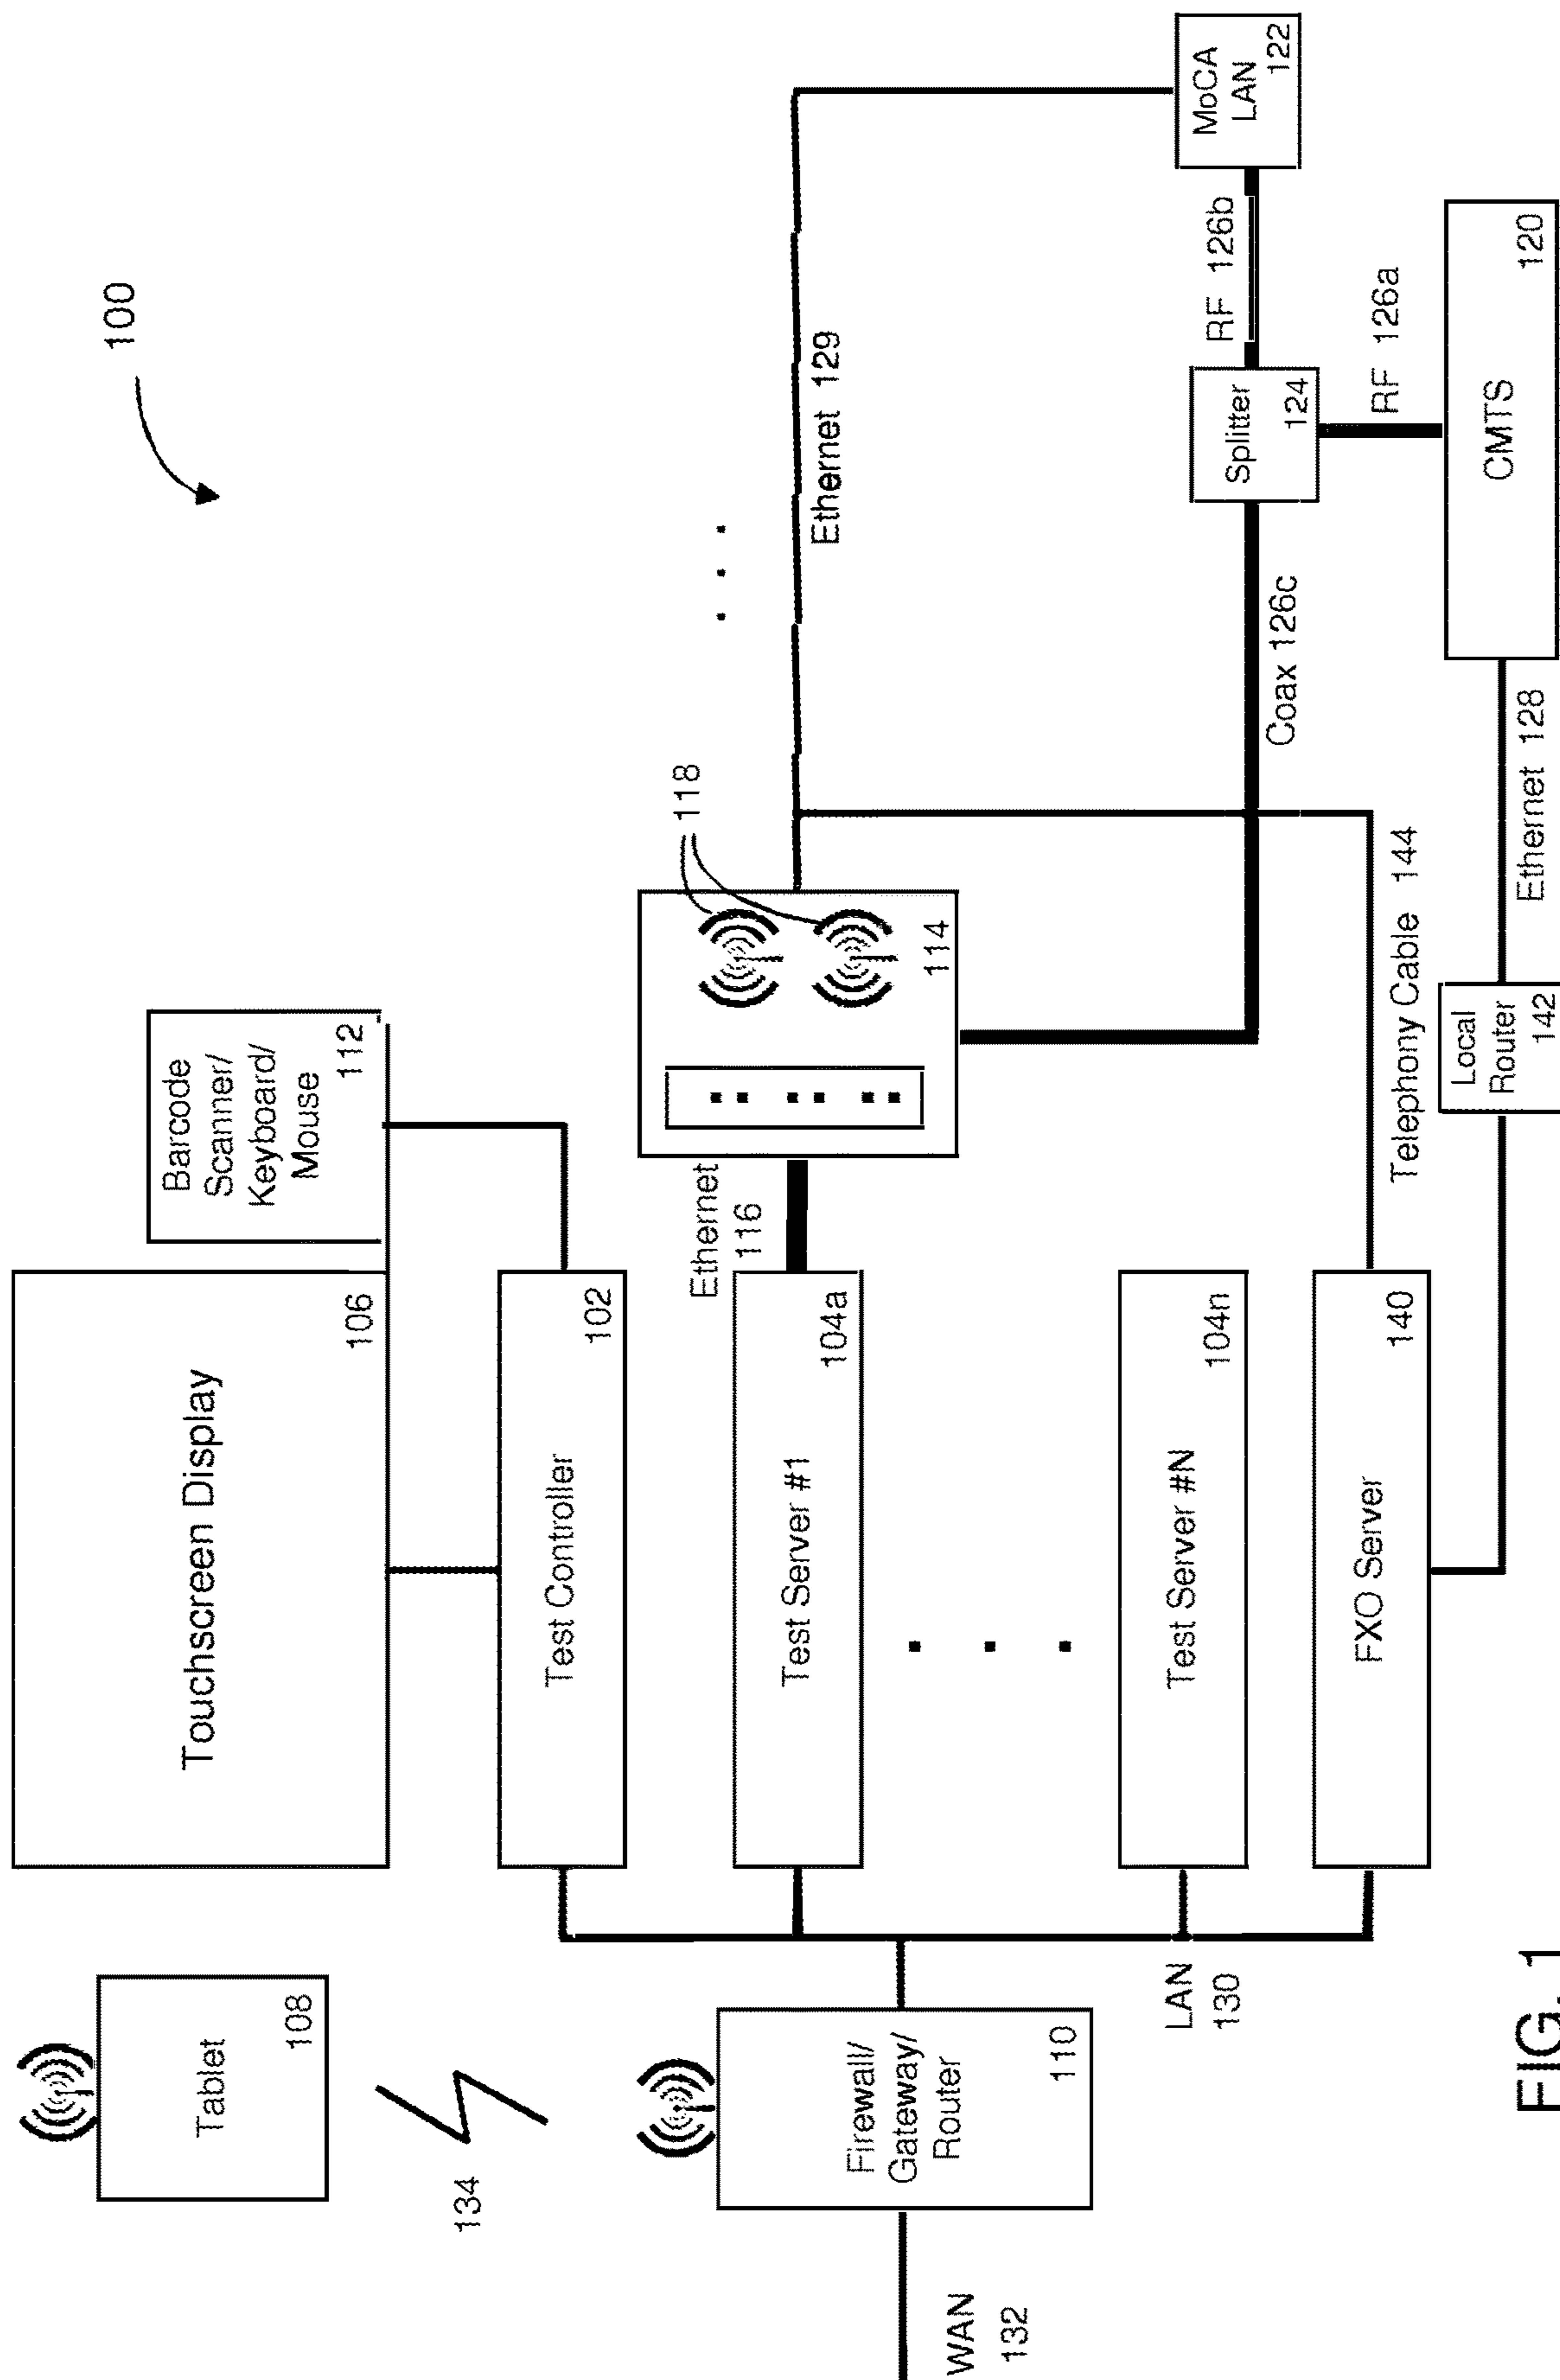 100
Tablet
108
134
Touchscreen Display
106
Barcode
Scanner/
Keyboard/
Mouse
112
Test Controller
102
Firewall/
Gateway/
Router
110
WAN
132
LAN
130
Test Server #1
104a
Ethernet
116
114
118
. . .
Ethernet 129
MoCA
LAN
122
RF 126b
Splitter
124
RF 126a
Coax 126c
CMTS
120
Test Server #N
104n
FXO Server
140
Telephony Cable 144
Local
Router
142
Ethernet 128
FIG. 1